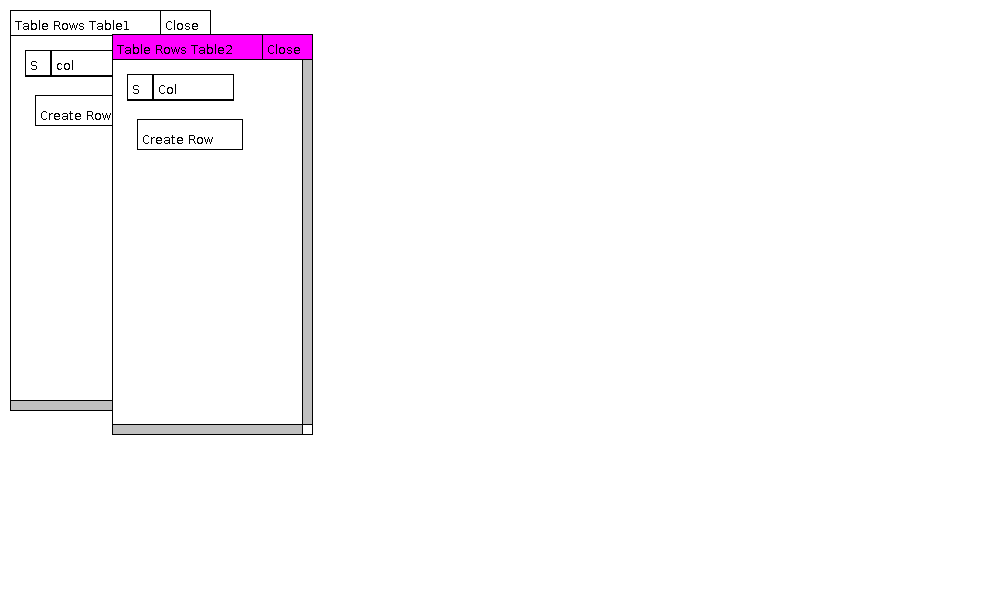 Table Rows Table1 Close
S col
Create Row
Table Rows Table2 Close
S Col
Create Row